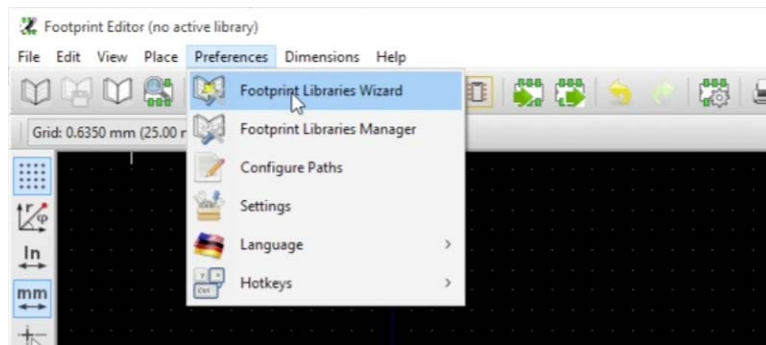 Footprint Editor (no active library)
File Edit View Place Preferences Dimensions Help
Footprint Libraries Wizard
Grid: 0.6350 mm (25.00
Footprint Libraries Manager
Configure Paths
Settings
In
Language
mm
Ctrl
Hotkeys